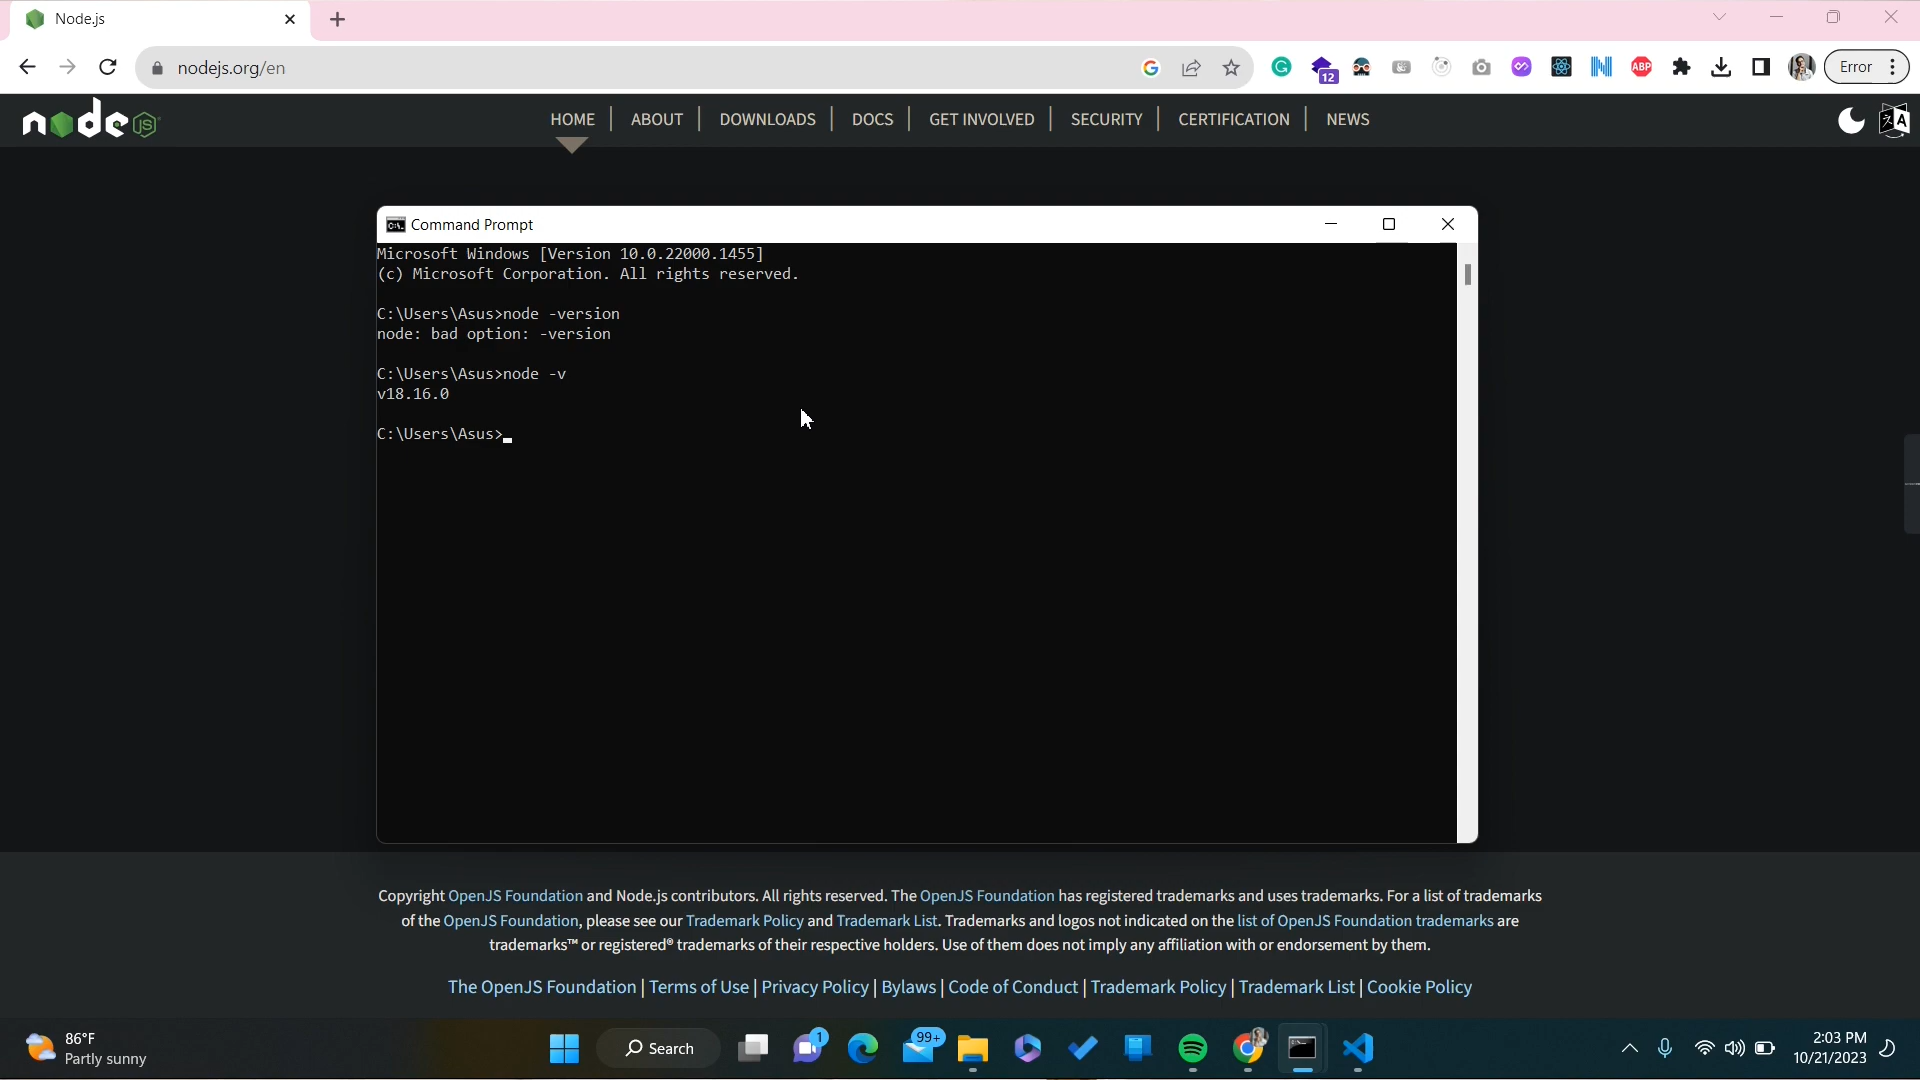 Node.js
nodejs.org/en
12
ABP
Error
node JS
HOME | ABOUT | DOWNLOADS | DOCS | GET INVOLVED | SECURITY | CERTIFICATION | NEWS
Command Prompt
Microsoft Windows [Version 10.0.22000.1455]
(c) Microsoft Corporation. All rights reserved.
C:\Users\Asus>node -version
node: bad option: -version
C:\Users\Asus>node -v
v18.16.0
C:\Users\Asus>
Copyright OpenJS Foundation and Node.js contributors. All rights reserved. The OpenJS Foundation has registered trademarks and uses trademarks. For a list of trademarks
of the OpenJS Foundation, please see our Trademark Policy and Trademark List. Trademarks and logos not indicated on the list of OpenJS Foundation trademarks are
trademarks™ or registered® trademarks of their respective holders. Use of them does not imply any affiliation with or endorsement by them.
The OpenJS Foundation | Terms of Use | Privacy Policy | Bylaws | Code of Conduct | Trademark Policy | Trademark List | Cookie Policy
86°F
Partly sunny
Search
1
99+
2:03 PM
10/21/2023